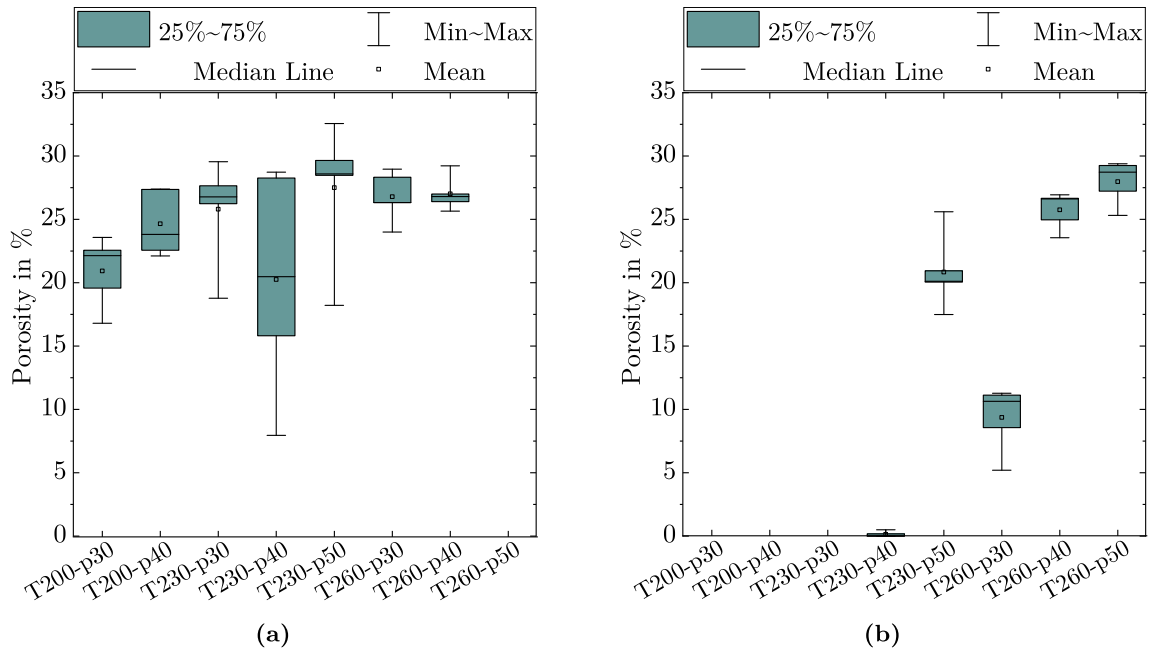 25%~75%
Min~Max
Median Line
Mean
35
30
25
20
15
10
5
0
Porosity in %
T200-p30
T200-p40
T230-p30
T230-p40
T230-p50
T260-p30
T260-p40
T260-p50
(a)
25%~75%
Min~Max
Median Line
Mean
35
30
25
20
15
10
5
0
Porosity in %
T200-p30
T200-p40
T230-p30
T230-p40
T230-p50
T260-p30
T260-p40
T260-p50
(b)